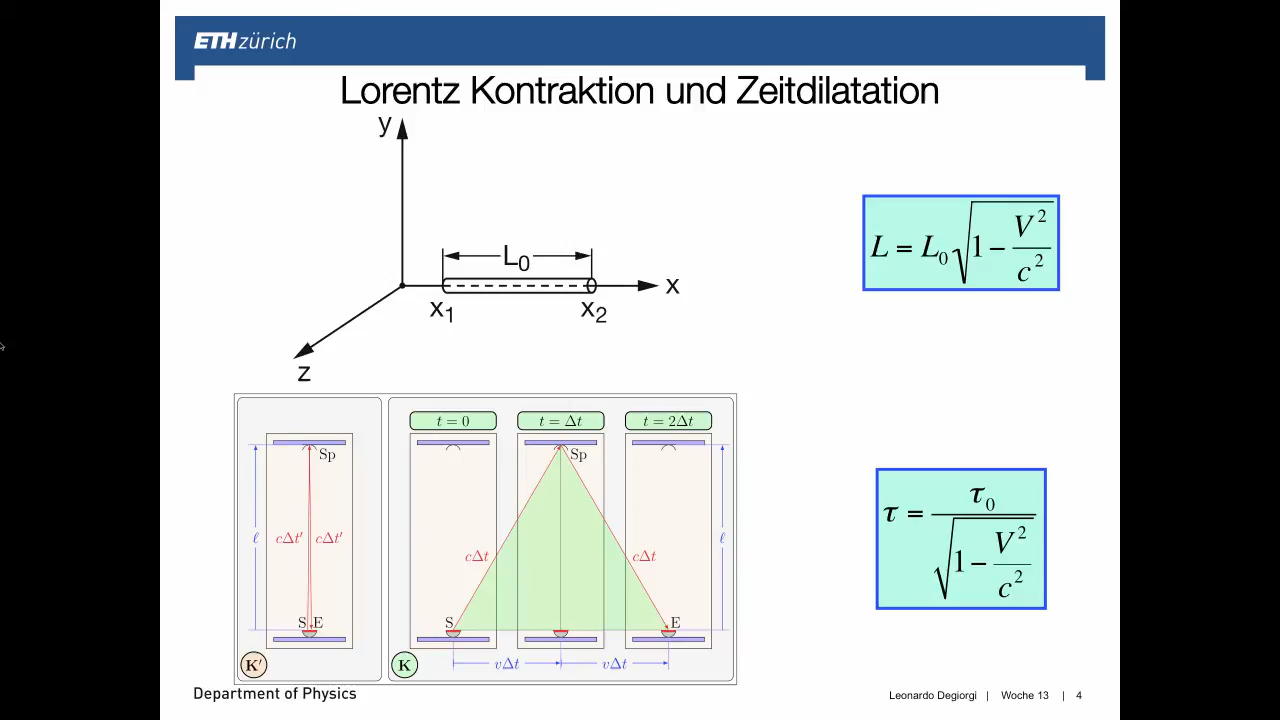 ETH zürich
Lorentz Kontraktion und Zeitdilatation
y
L₀
x
x₁
x₂
z
L = L₀ √(1 − V²/c²)
t = 0
t = Δt
t = 2Δt
Sp
Sp
ℓ
cΔt′
cΔt′
cΔt
cΔt
ℓ
S E
S
E
K′
K
vΔt
vΔt
τ = τ₀ / √(1 − V²/c²)
Department of Physics
Leonardo Degiorgi | Woche 13 | 4